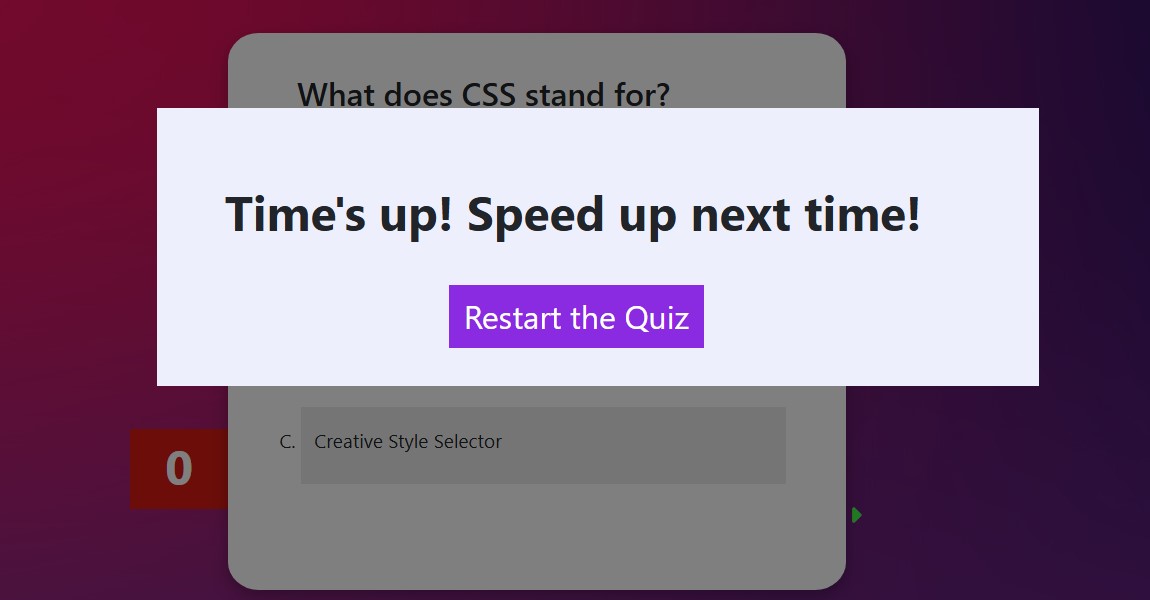 What does CSS stand for?
Time's up! Speed up next time!
Restart the Quiz
C. Creative Style Selector
0